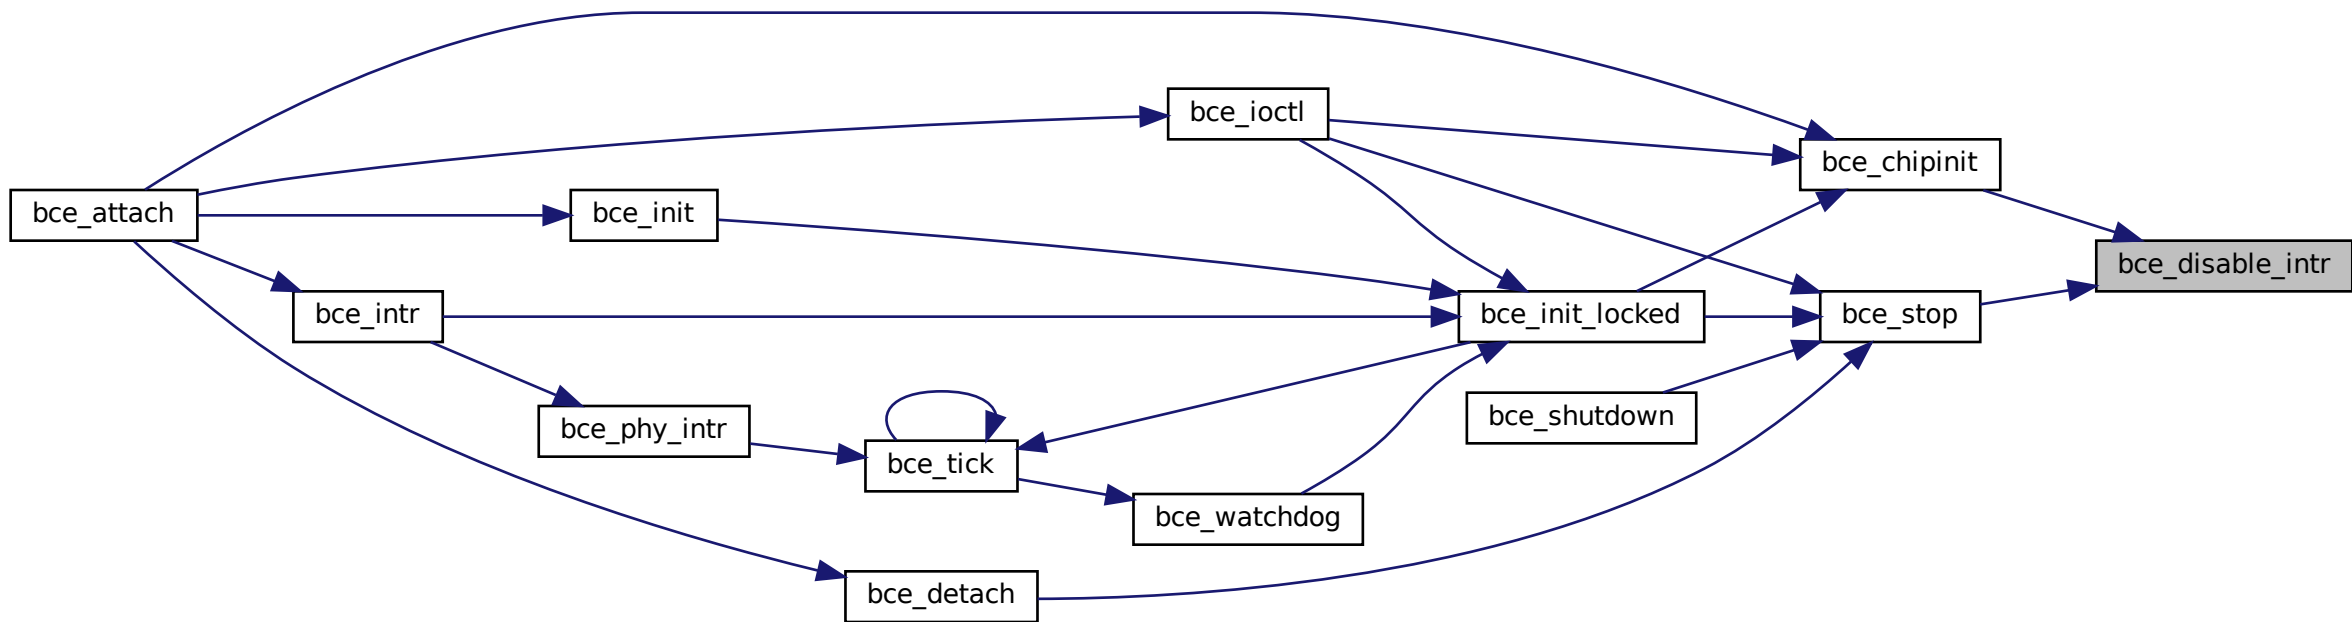 bce_ioctl
bce_chipinit
bce_attach
bce_init
bce_disable_intr
bce_intr
bce_init_locked
bce_stop
bce_phy_intr
bce_shutdown
bce_tick
bce_watchdog
bce_detach